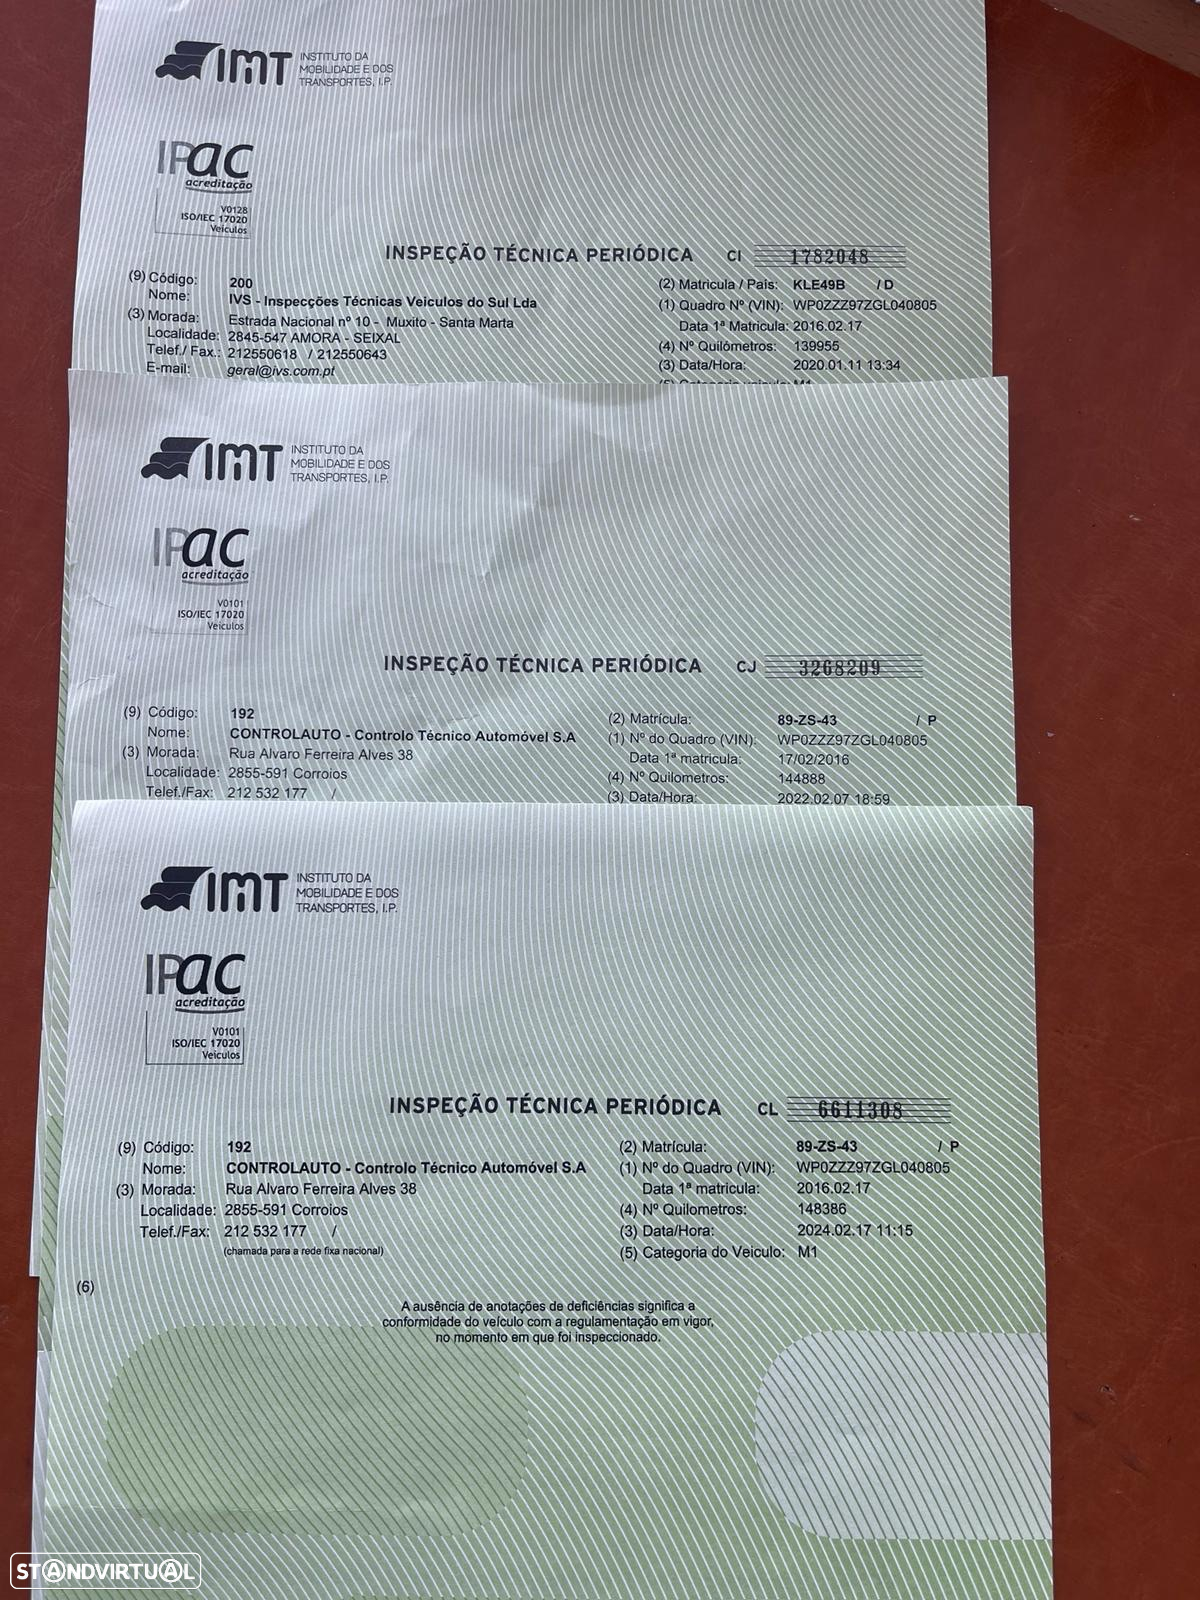 IMT INSTITUTO DA
MOBILIDADE E DOS
TRANSPORTES, I.P.
IPac
acreditação
V0128
ISO/IEC 17020
Veículos
INSPEÇÃO TÉCNICA PERIÓDICA CI 1782048
(9) Código: 200
Nome: IVS - Inspecções Técnicas Veiculos do Sul Lda
(3) Morada: Estrada Nacional nº 10 - Muxito - Santa Marta
Localidade: 2845-547 AMORA - SEIXAL
Telef./ Fax.: 212550618 / 212550643
E-mail: geral@ivs.com.pt
(2) Matricula / Pais: KLE49B / D
(1) Quadro Nº (VIN): WP0ZZZ97ZGL040805
Data 1ª Matricula: 2016.02.17
(4) Nº Quilómetros: 139955
(3) Data/Hora: 2020.01.11 13:34
(5) Categoria veiculo: M1
IMT INSTITUTO DA
MOBILIDADE E DOS
TRANSPORTES, I.P.
IPac
acreditação
V0101
ISO/IEC 17020
Veículos
INSPEÇÃO TÉCNICA PERIÓDICA CJ 3268209
(9) Código: 192
Nome: CONTROLAUTO - Controlo Técnico Automóvel S.A
(3) Morada: Rua Alvaro Ferreira Alves 38
Localidade: 2855-591 Corroios
Telef./Fax: 212 532 177 /
(2) Matrícula: 89-ZS-43 / P
(1) Nº do Quadro (VIN): WP0ZZZ97ZGL040805
Data 1ª matricula: 17/02/2016
(4) Nº Quilometros: 144888
(3) Data/Hora: 2022.02.07 18:59
IMT INSTITUTO DA
MOBILIDADE E DOS
TRANSPORTES, I.P.
IPac
acreditação
V0101
ISO/IEC 17020
Veículos
INSPEÇÃO TÉCNICA PERIÓDICA CL 6611308
(9) Código: 192
Nome: CONTROLAUTO - Controlo Técnico Automóvel S.A
(3) Morada: Rua Alvaro Ferreira Alves 38
Localidade: 2855-591 Corroios
Telef./Fax: 212 532 177 /
(chamada para a rede fixa nacional)
(2) Matrícula: 89-ZS-43 / P
(1) Nº do Quadro (VIN): WP0ZZZ97ZGL040805
Data 1ª matricula: 2016.02.17
(4) Nº Quilometros: 148386
(3) Data/Hora: 2024.02.17 11:15
(5) Categoria do Veiculo: M1
(6)
A ausência de anotações de deficiências significa a
conformidade do veículo com a regulamentação em vigor,
no momento em que foi inspeccionado.
STANDVIRTUAL